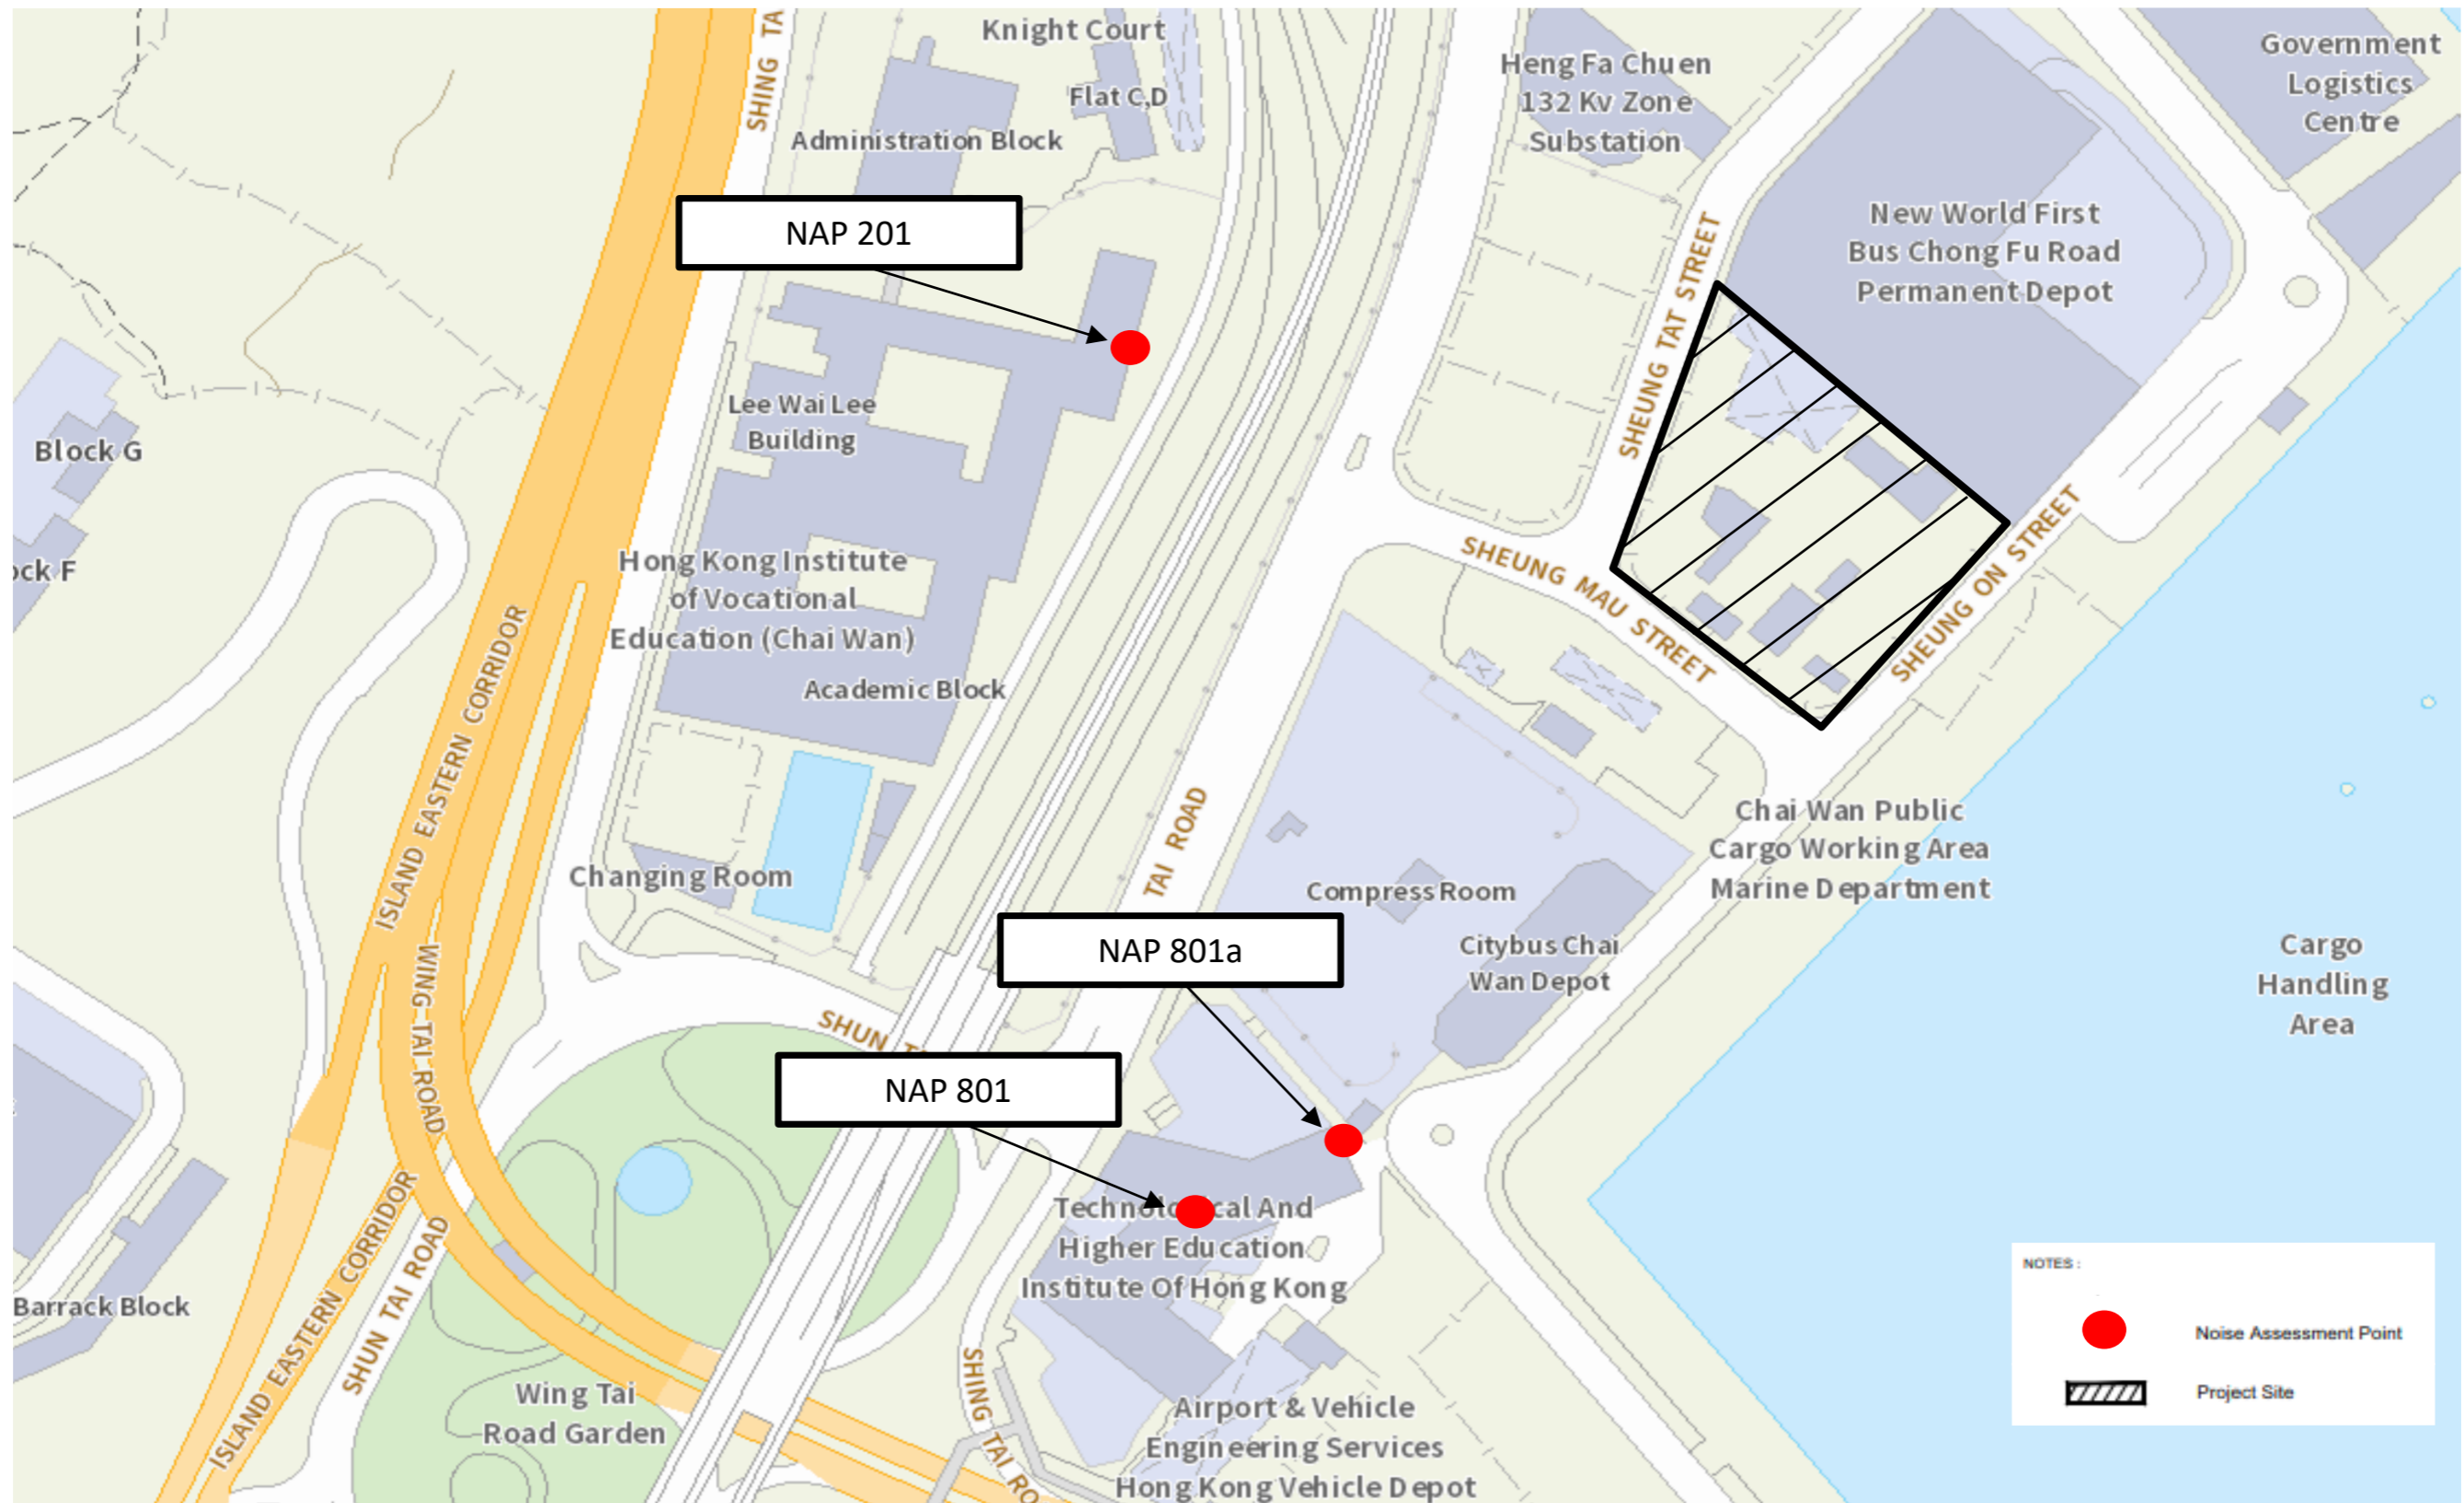 Knight Court
SHING TA
Flat C,D
Administration Block
Heng Fa Chuen
132 Kv Zone
Substation
Government
Logistics
Centre
NAP 201
New World First
Bus Chong Fu Road
Permanent Depot
SHEUNG TAT STREET
Lee Wai Lee
Building
Block G
ock F
Hong Kong Institute
of Vocational
Education (Chai Wan)
Academic Block
SHEUNG MAU STREET
SHEUNG ON STREET
ISLAND EASTERN CORRIDOR
TAI ROAD
Changing Room
Compress Room
Chai Wan Public
Cargo Working Area
Marine Department
NAP 801a
Citybus Chai
Wan Depot
Cargo
Handling
Area
WING TAI ROAD
SHUN T
NAP 801
Technological And
Higher Education
Institute Of Hong Kong
ISLAND EASTERN CORRIDOR
SHUN TAI ROAD
Barrack Block
Wing Tai
Road Garden
SHING TAI RO
Airport & Vehicle
Engineering Services
Hong Kong Vehicle Depot
NOTES :
Noise Assessment Point
Project Site